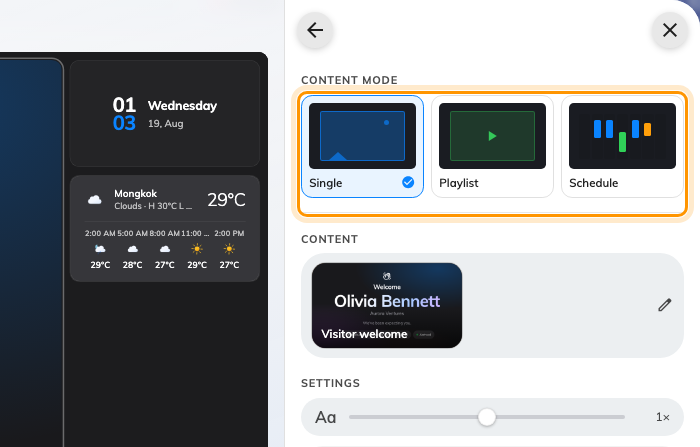 01
03
Wednesday
19, Aug
Mongkok
Clouds · H 30°C L ...
29°C
2:00 AM 5:00 AM 8:00 AM 11:00 ... 2:00 PM
29°C 28°C 27°C 29°C 27°C
CONTENT MODE
Single
Playlist
Schedule
CONTENT
Welcome
Olivia Bennett
Visitor welcome
SETTINGS
Aa
1×